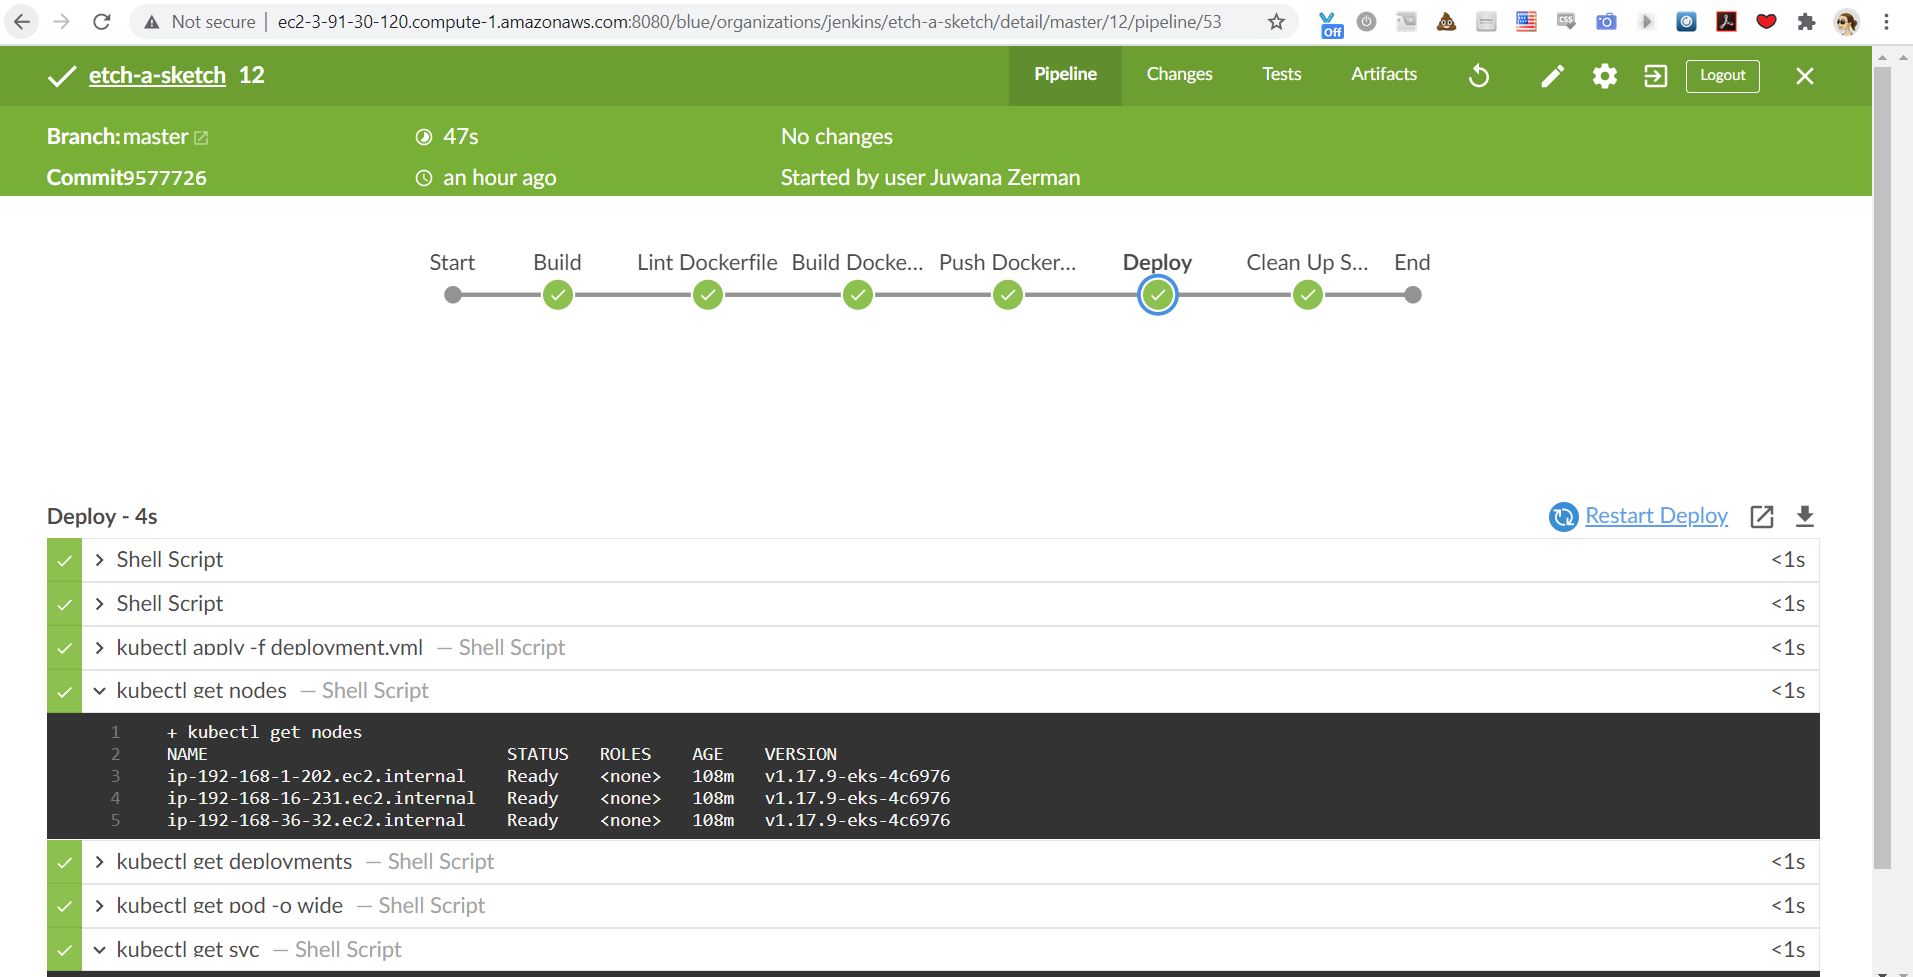 Not secure | ec2-3-91-30-120.compute-1.amazonaws.com:8080/blue/organizations/jenkins/etch-a-sketch/detail/master/12/pipeline/53
Off
CSS
etch-a-sketch 12
Pipeline Changes Tests Artifacts Logout
Branch: master 47s No changes
Commit9577726 an hour ago Started by user Juwana Zerman
Start Build Lint Dockerfile Build Docke... Push Docker... Deploy Clean Up S... End
Deploy - 4s Restart Deploy
Shell Script <1s
Shell Script <1s
kubectl apply -f deployment.yml — Shell Script <1s
kubectl get nodes — Shell Script <1s
1 + kubectl get nodes
2 NAME STATUS ROLES AGE VERSION
3 ip-192-168-1-202.ec2.internal Ready <none> 108m v1.17.9-eks-4c6976
4 ip-192-168-16-231.ec2.internal Ready <none> 108m v1.17.9-eks-4c6976
5 ip-192-168-36-32.ec2.internal Ready <none> 108m v1.17.9-eks-4c6976
kubectl get deployments — Shell Script <1s
kubectl get pod -o wide — Shell Script <1s
kubectl get svc — Shell Script <1s